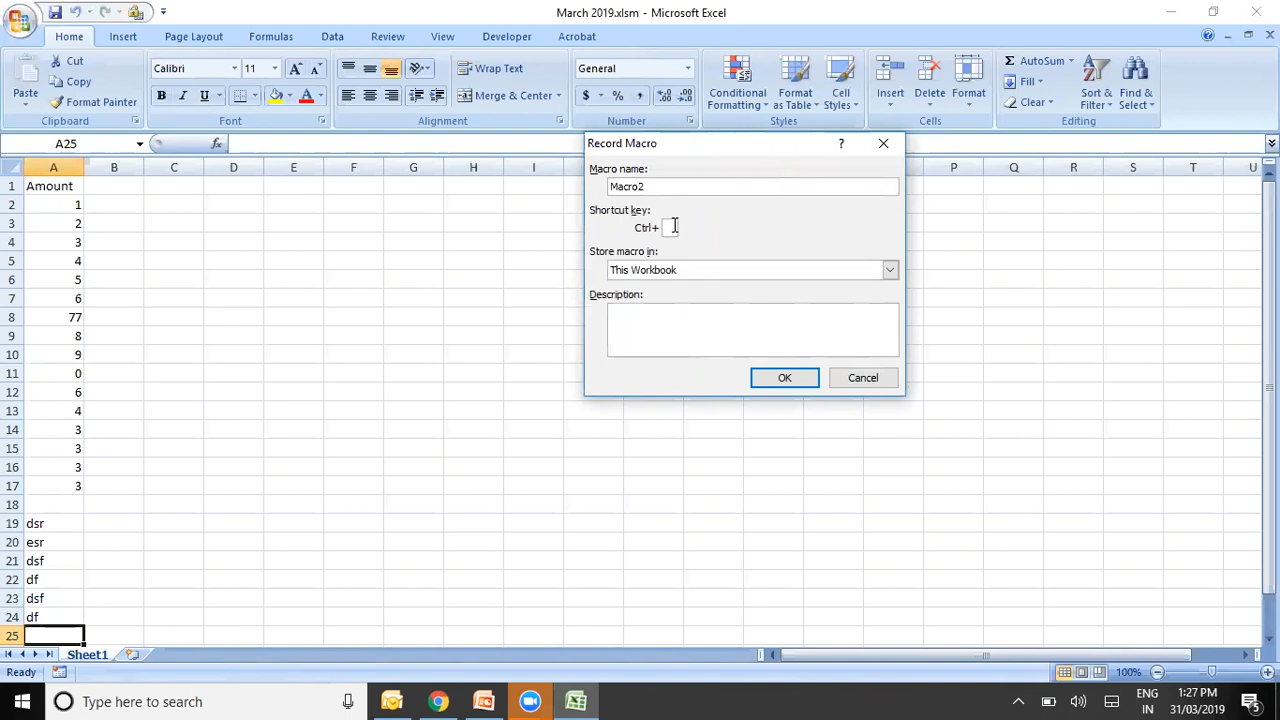 March 2019.xlsm - Microsoft Excel
Home Insert Page Layout Formulas Data Review View Developer Acrobat
Paste
Cut
Copy
Format Painter
Clipboard
Calibri 11 A A
B I U A
Font
Wrap Text
Merge & Center
Alignment
General
$ % , .0 .00 .00 .0
Number
Conditional Formatting
Format as Table
Cell Styles
Styles
Insert Delete Format
Cells
Σ AutoSum
Fill
Clear
Sort & Filter
Find & Select
Editing
A25 fx
A B C D E F G H I P Q R S T U
1 Amount
2 1
3 2
4 3
5 4
6 5
7 6
8 77
9 8
10 9
11 0
12 6
13 4
14 3
15 3
16 3
17 3
18
19 dsr
20 esr
21 dsf
22 df
23 dsf
24 df
25
Record Macro ?
Macro name:
Macro2
Shortcut key:
Ctrl+
Store macro in:
This Workbook
Description:
OK Cancel
Sheet1
Ready 100%
Type here to search
ENG
IN
1:27 PM
31/03/2019
5